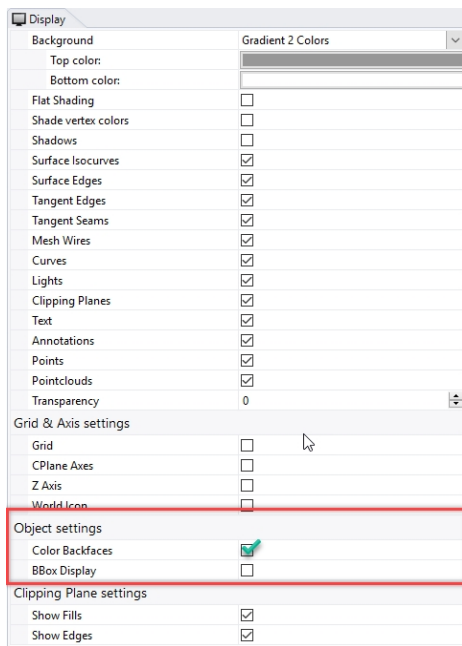 Display
Background Gradient 2 Colors
Top color:
Bottom color:
Flat Shading
Shade vertex colors
Shadows
Surface Isocurves
Surface Edges
Tangent Edges
Tangent Seams
Mesh Wires
Curves
Lights
Clipping Planes
Text
Annotations
Points
Pointclouds
Transparency 0
Grid & Axis settings
Grid
CPlane Axes
Z Axis
World Icon
Object settings
Color Backfaces
BBox Display
Clipping Plane settings
Show Fills
Show Edges